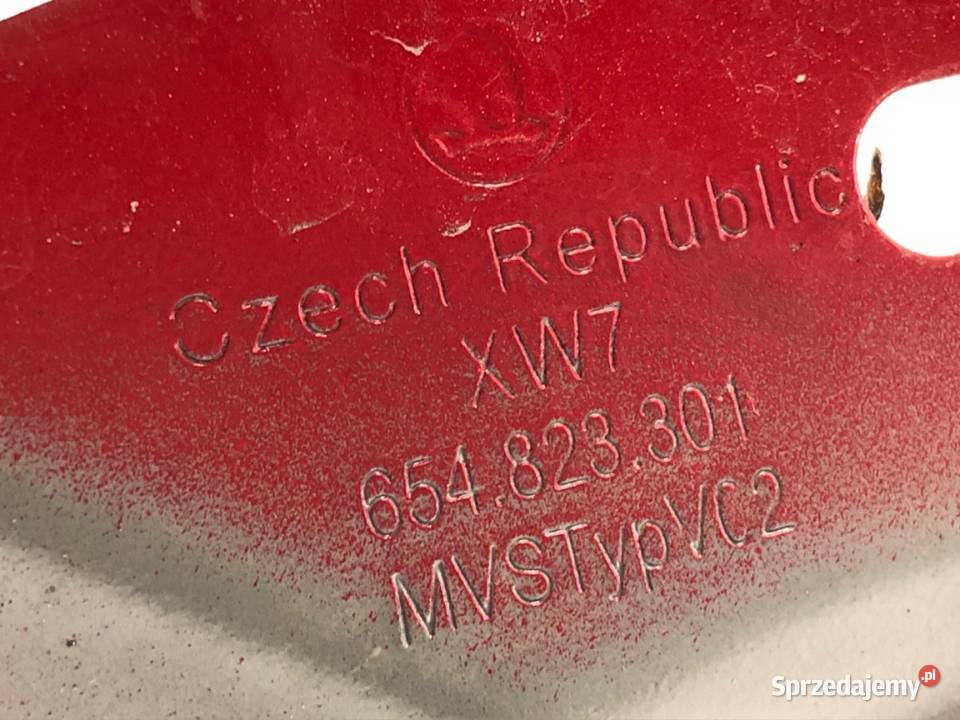 Czech Republic
XW7
654.823.301
MVSTypVC2
Sprzedajemy.pl